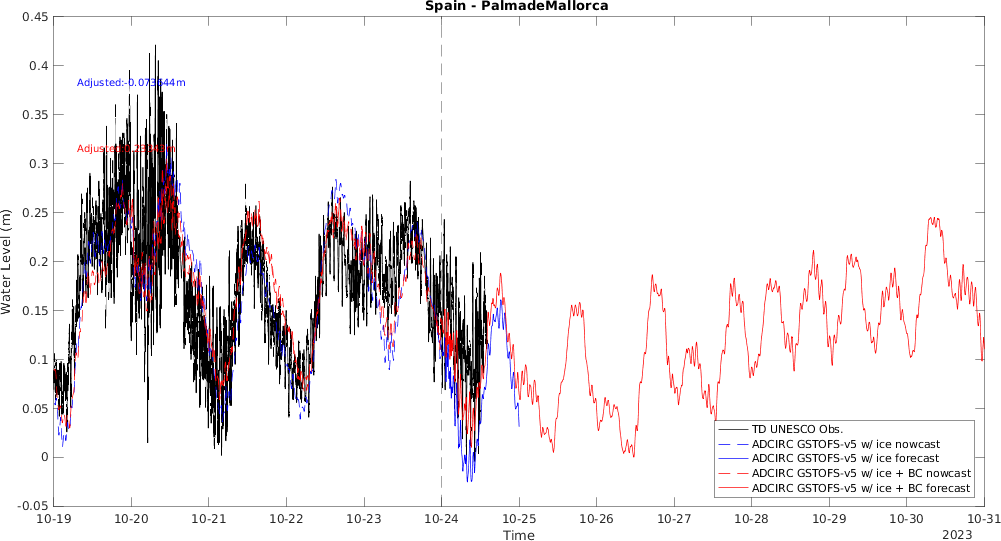 Spain - PalmadeMallorca
Water Level (m)
0.45
0.4
0.35
0.3
0.25
0.2
0.15
0.1
0.05
0
-0.05
Adjusted:-0.073644m
Adjusted:
TD UNESCO Obs.
ADCIRC GSTOFS-v5 w/ ice nowcast
ADCIRC GSTOFS-v5 w/ ice forecast
ADCIRC GSTOFS-v5 w/ ice + BC nowcast
ADCIRC GSTOFS-v5 w/ ice + BC forecast
10-19 10-20 10-21 10-22 10-23 10-24 10-25 10-26 10-27 10-28 10-29 10-30 10-31
Time
2023